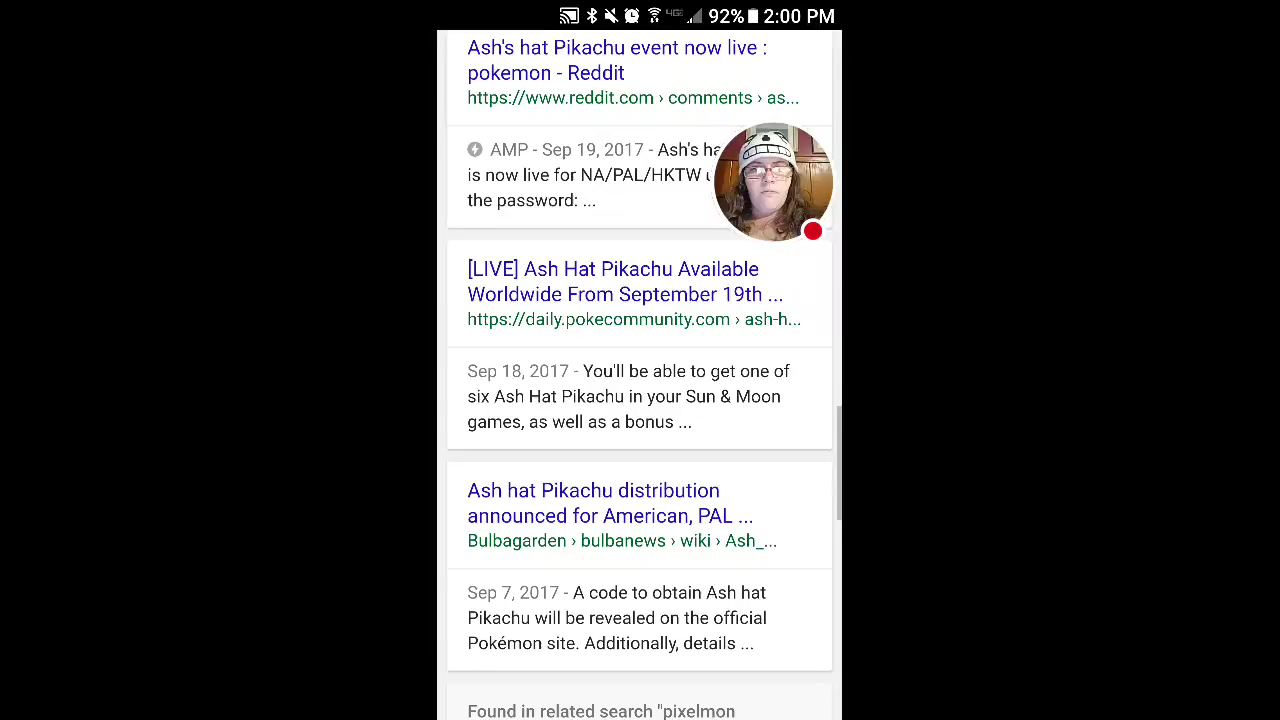 4G 92% 2:00 PM
Ash's hat Pikachu event now live :
pokemon - Reddit
https://www.reddit.com › comments › as...
AMP - Sep 19, 2017 - Ash's ha
is now live for NA/PAL/HKTW u
the password: ...
[LIVE] Ash Hat Pikachu Available
Worldwide From September 19th ...
https://daily.pokecommunity.com › ash-h...
Sep 18, 2017 - You'll be able to get one of
six Ash Hat Pikachu in your Sun & Moon
games, as well as a bonus ...
Ash hat Pikachu distribution
announced for American, PAL ...
Bulbagarden › bulbanews › wiki › Ash_...
Sep 7, 2017 - A code to obtain Ash hat
Pikachu will be revealed on the official
Pokémon site. Additionally, details ...
Found in related search "pixelmon